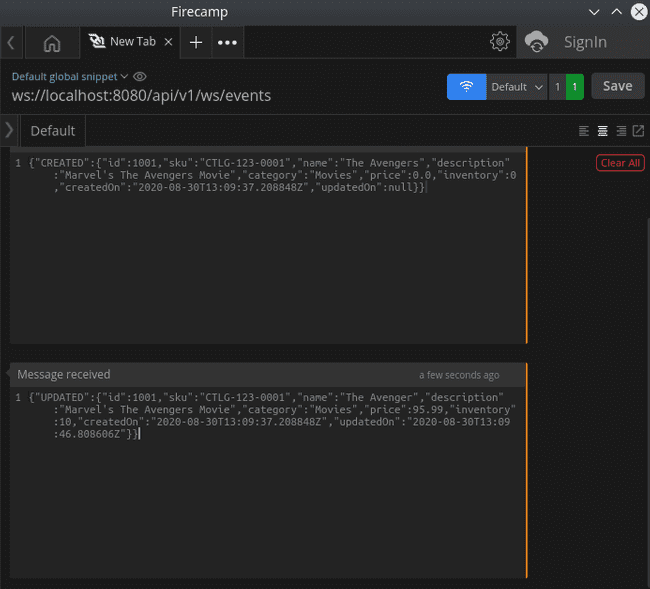 Firecamp
New Tab
SignIn
Default global snippet
ws://localhost:8080/api/v1/ws/events
Default
1
1
Save
Default
Clear All
1 {"CREATED":{"id":1001,"sku":"CTLG-123-0001","name":"The Avengers","description"
:"Marvel's The Avengers Movie","category":"Movies","price":0.0,"inventory":0
,"createdOn":"2020-08-30T13:09:37.208848Z","updatedOn":null}}
Message received
a few seconds ago
1 {"UPDATED":{"id":1001,"sku":"CTLG-123-0001","name":"The Avenger","description"
:"Marvel's The Avengers Movie","category":"Movies","price":95.99,"inventory"
:10,"createdOn":"2020-08-30T13:09:37.208848Z","updatedOn":"2020-08-30T13:09
:46.808606Z"}}